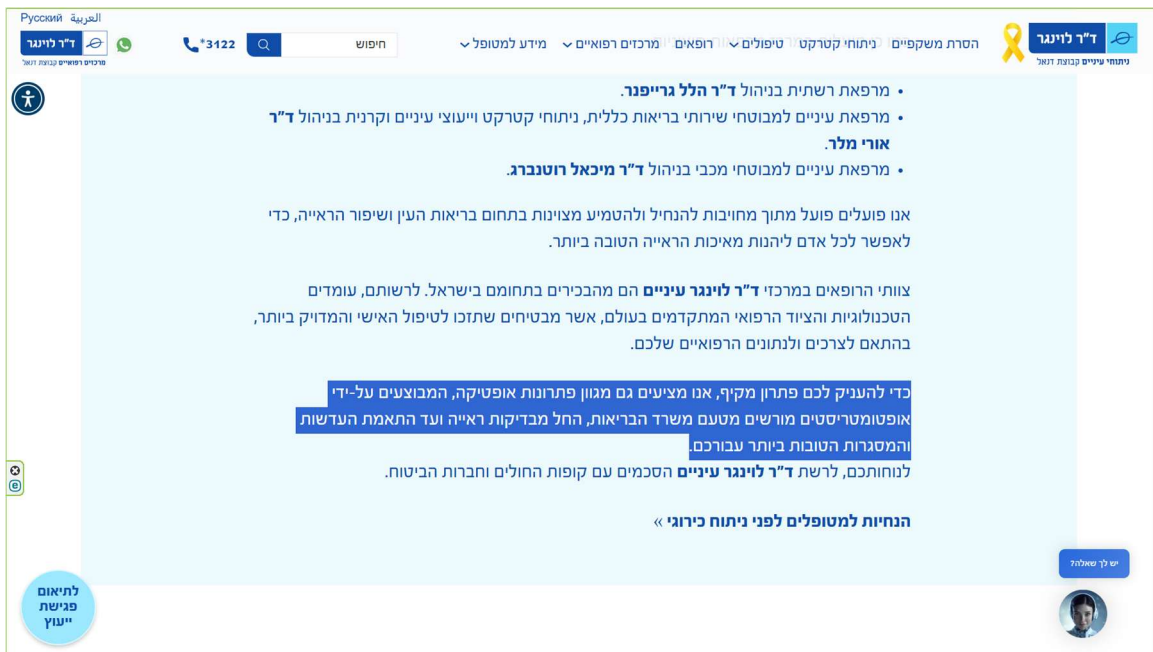 العربية Русский
ד"ר לוינגר
ניתוחי עיניים קבוצת דנאל
הסרת משקפיים ניתוחי קטרקט טיפולים רופאים מרכזים רפואיים מידע למטופל
חיפוש
*3122
ד"ר לוינגר
מרכזים רפואיים קבוצת דנאל
• מרפאת רשתית בניהול ד"ר הלל גרייפנר.
• מרפאת עיניים למבוטחי שירותי בריאות כללית, ניתוחי קטרקט וייעוצי עיניים וקרנית בניהול ד"ר
אורי מלר.
• מרפאת עיניים למבוטחי מכבי בניהול ד"ר מיכאל רוטנברג.
אנו פועלים פועל מתוך מחויבות להנחיל ולהטמיע מצוינות בתחום בריאות העין ושיפור הראייה, כדי
לאפשר לכל אדם ליהנות מאיכות הראייה הטובה ביותר.
צוותי הרופאים במרכזי ד"ר לוינגר עיניים הם מהבכירים בתחומם בישראל. לרשותם, עומדים
הטכנולוגיות והציוד הרפואי המתקדמים בעולם, אשר מבטיחים שתזכו לטיפול האישי והמדויק ביותר,
בהתאם לצרכים ולנתונים הרפואיים שלכם.
כדי להעניק לכם פתרון מקיף, אנו מציעים גם מגוון פתרונות אופטיקה, המבוצעים על-ידי
אופטומטריסטים מורשים מטעם משרד הבריאות, החל מבדיקות ראייה ועד התאמת העדשות
והמסגרות הטובות ביותר עבורכם.
לנוחותכם, לרשת ד"ר לוינגר עיניים הסכמים עם קופות החולים וחברות הביטוח.
הנחיות למטופלים לפני ניתוח כירוגי »
יש לך שאלה?
לתיאום
פגישת
ייעוץ